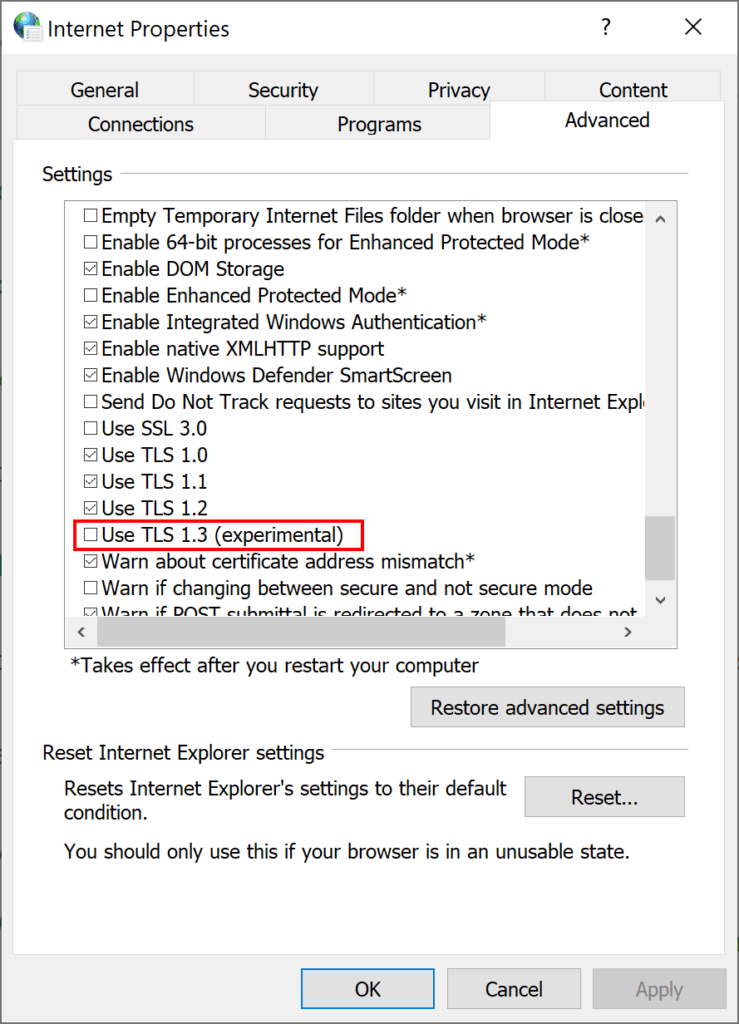 Internet Properties
?
General
Security
Privacy
Content
Connections
Programs
Advanced
Settings
Empty Temporary Internet Files folder when browser is close
Enable 64-bit processes for Enhanced Protected Mode*
Enable DOM Storage
Enable Enhanced Protected Mode*
Enable Integrated Windows Authentication*
Enable native XMLHTTP support
Enable Windows Defender SmartScreen
Send Do Not Track requests to sites you visit in Internet Expl
Use SSL 3.0
Use TLS 1.0
Use TLS 1.1
Use TLS 1.2
Use TLS 1.3 (experimental)
Warn about certificate address mismatch*
Warn if changing between secure and not secure mode
Warn if POST submittal is redirected to a zone that does not
*Takes effect after you restart your computer
Restore advanced settings
Reset Internet Explorer settings
Resets Internet Explorer's settings to their default
condition.
Reset...
You should only use this if your browser is in an unusable state.
OK
Cancel
Apply